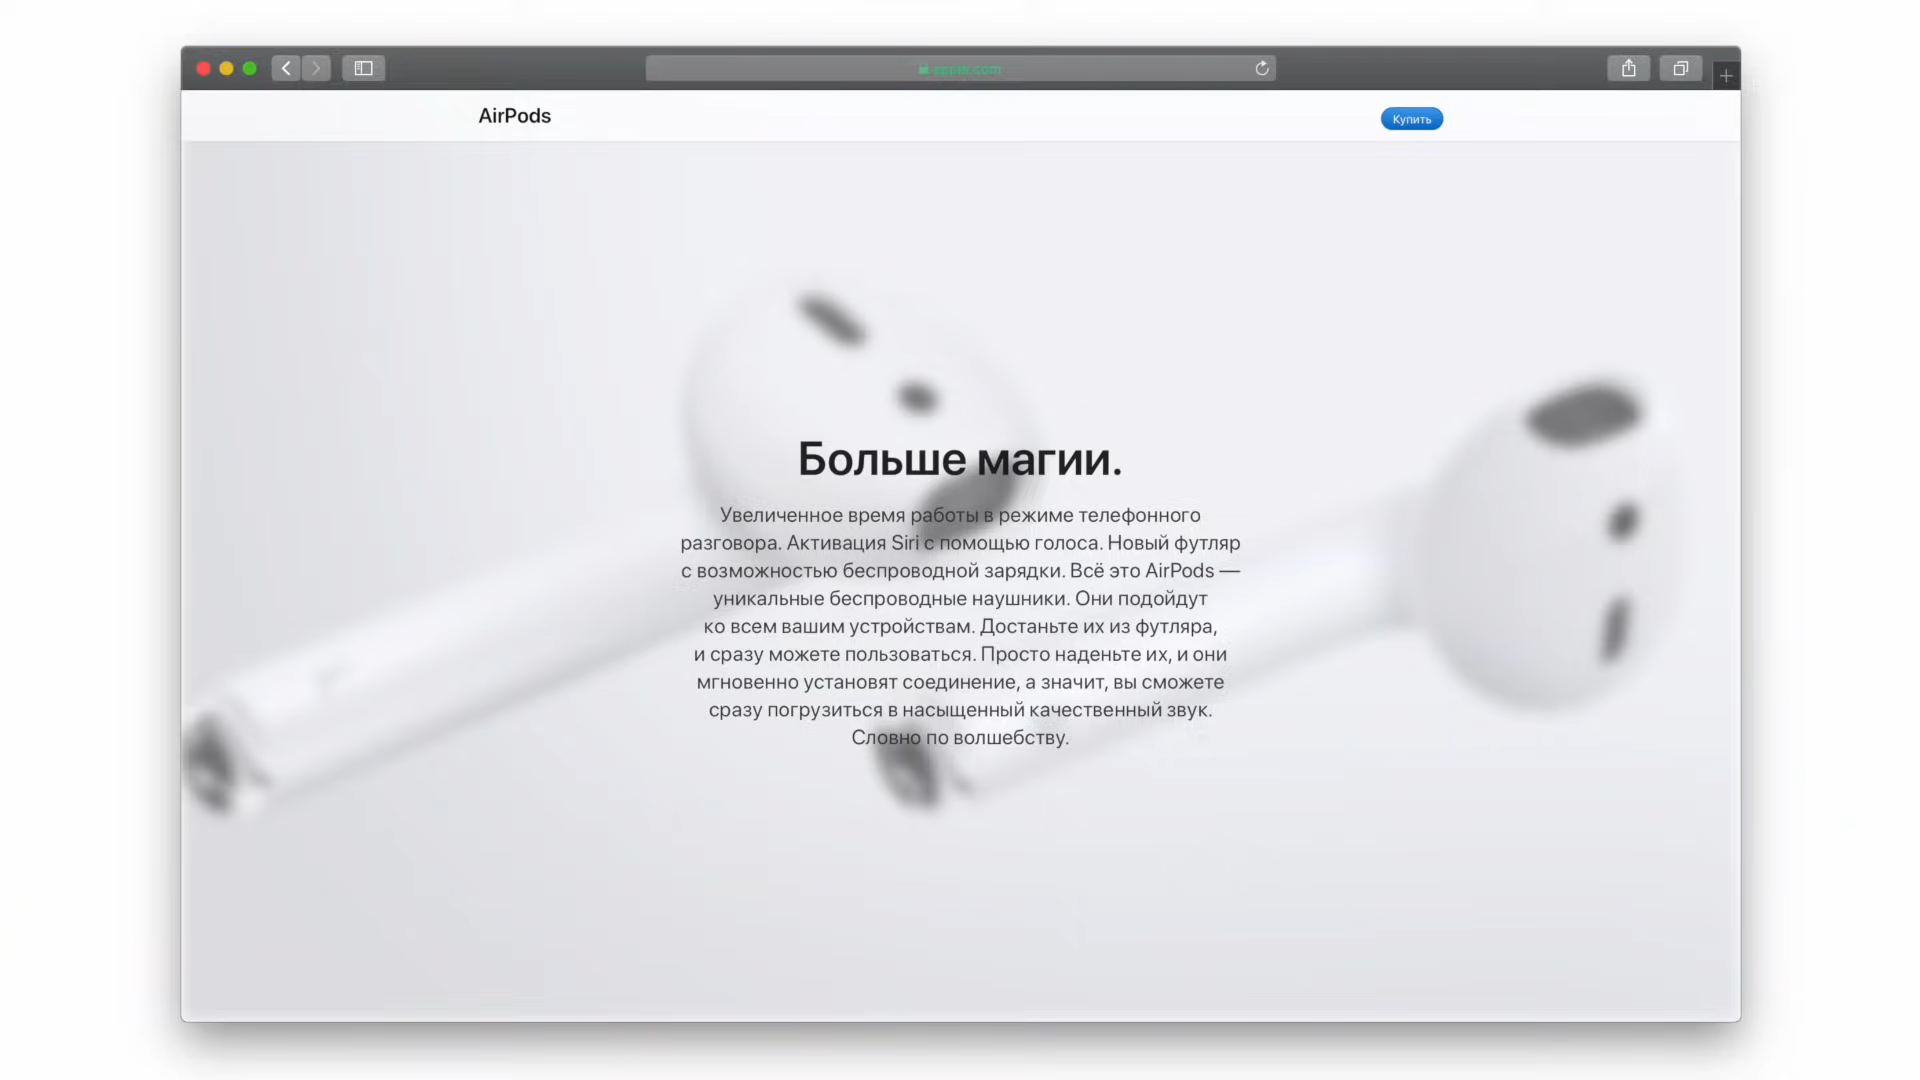 apple.com
AirPods
Купить
Больше магии.
Увеличенное время работы в режиме телефонного
разговора. Активация Siri с помощью голоса. Новый футляр
с возможностью беспроводной зарядки. Всё это AirPods —
уникальные беспроводные наушники. Они подойдут
ко всем вашим устройствам. Достаньте их из футляра,
и сразу можете пользоваться. Просто наденьте их, и они
мгновенно установят соединение, а значит, вы сможете
сразу погрузиться в насыщенный качественный звук.
Словно по волшебству.